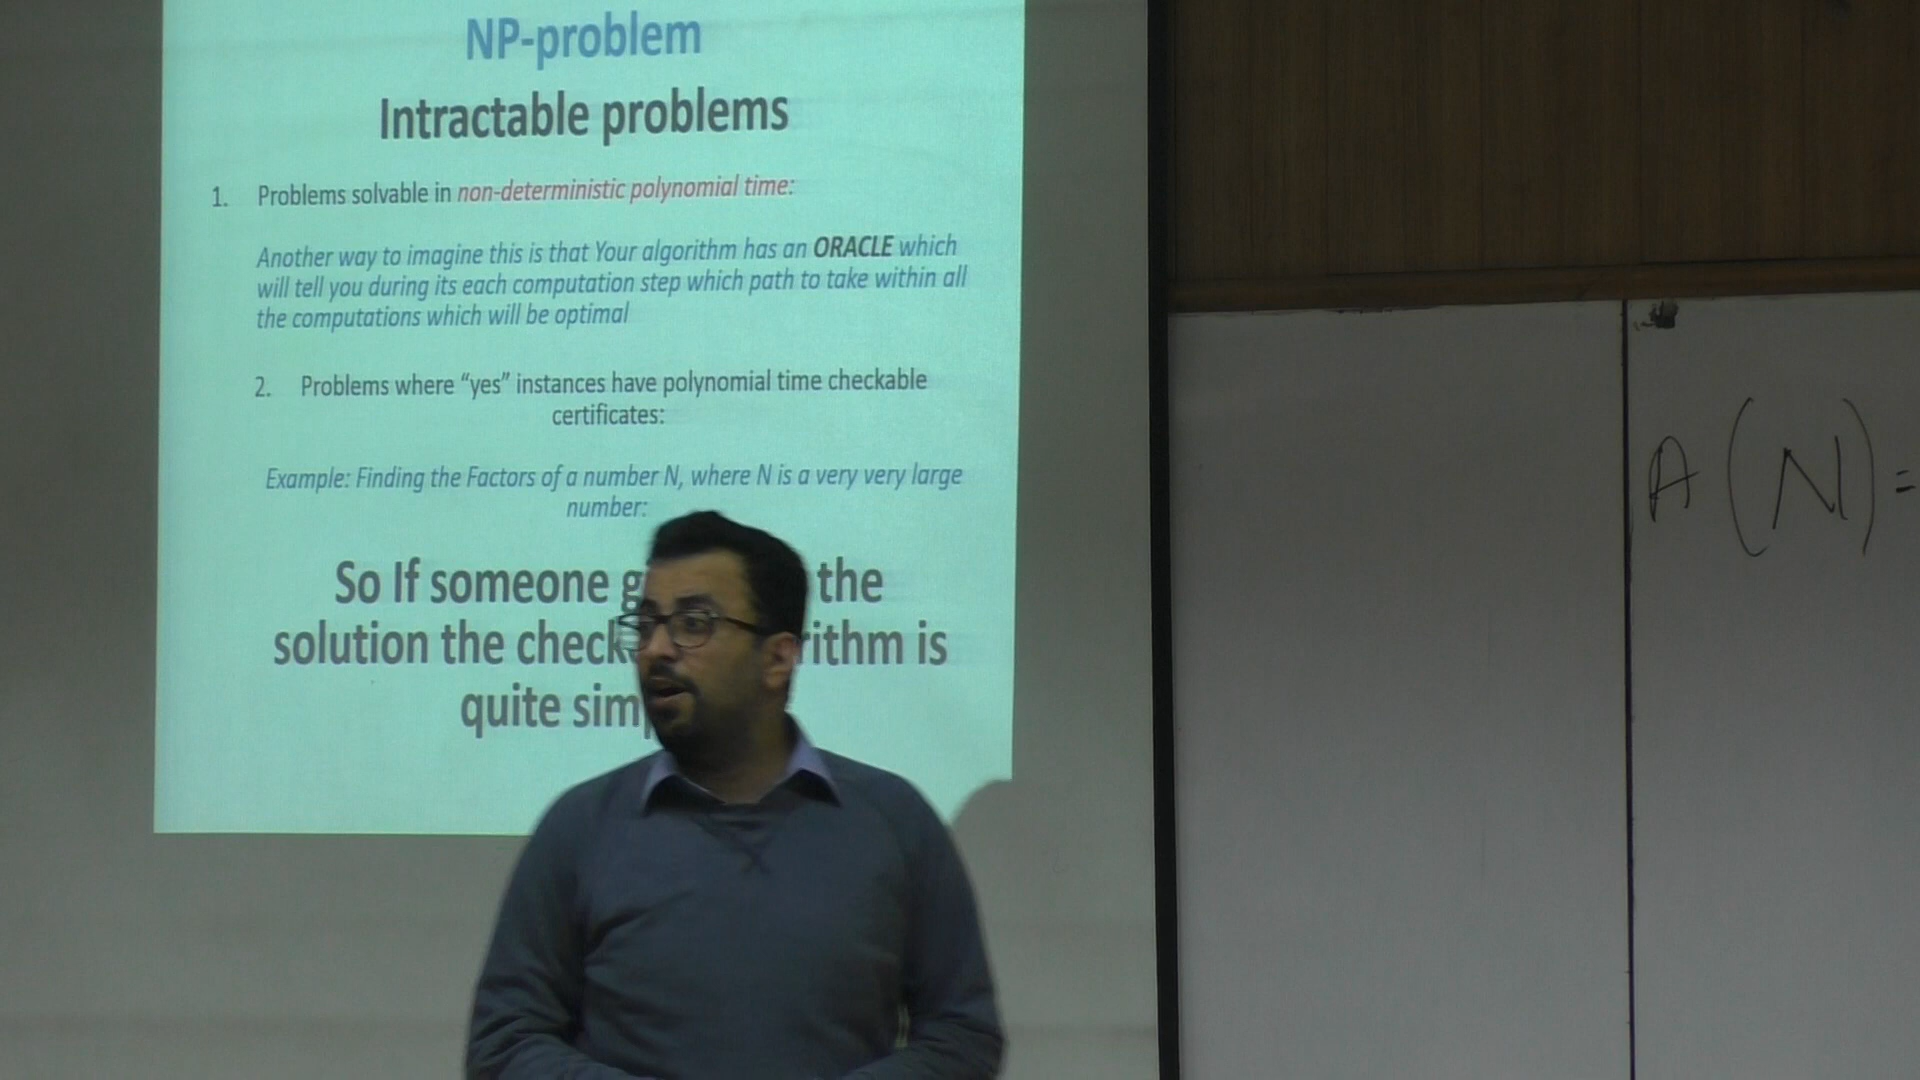 NP-problem
Intractable problems
1. Problems solvable in non-deterministic polynomial time:
Another way to imagine this is that Your algorithm has an ORACLE which
will tell you during its each computation step which path to take within all
the computations which will be optimal
2. Problems where “yes” instances have polynomial time checkable
certificates:
Example: Finding the Factors of a number N, where N is a very very large
number:
So If someone the
solution the is
quite
A (N) =